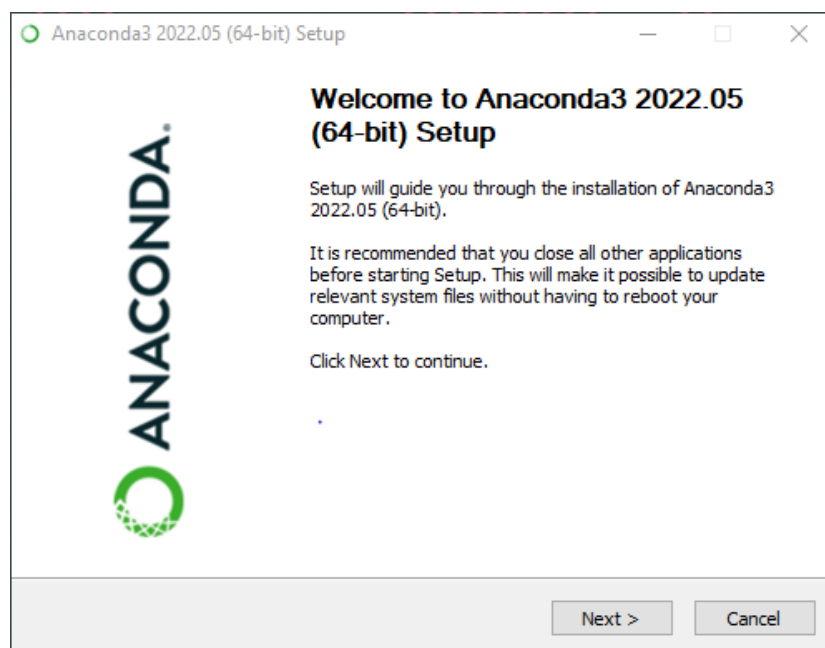 Anaconda3 2022.05 (64-bit) Setup
ANACONDA.
Welcome to Anaconda3 2022.05
(64-bit) Setup
Setup will guide you through the installation of Anaconda3
2022.05 (64-bit).
It is recommended that you close all other applications
before starting Setup. This will make it possible to update
relevant system files without having to reboot your
computer.
Click Next to continue.
Next >
Cancel